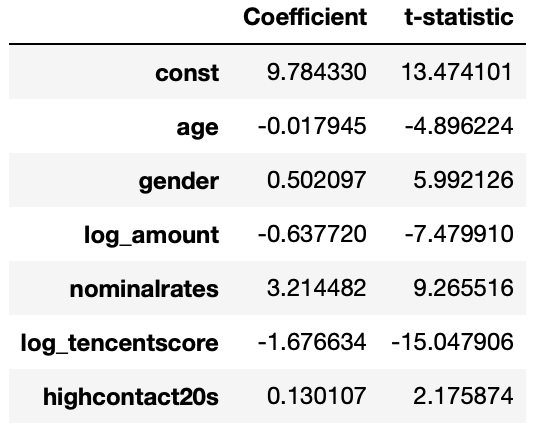 Coefficient t-statistic
const 9.784330 13.474101
age -0.017945 -4.896224
gender 0.502097 5.992126
log_amount -0.637720 -7.479910
nominalrates 3.214482 9.265516
log_tencentscore -1.676634 -15.047906
highcontact20s 0.130107 2.175874